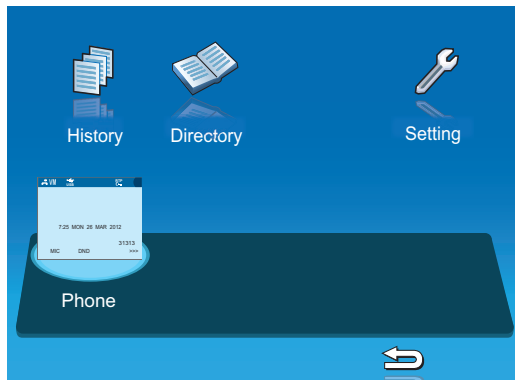 History Directory Setting
VM
7:25 MON 26 MAR 2012
31313
MIC DND >>>
Phone